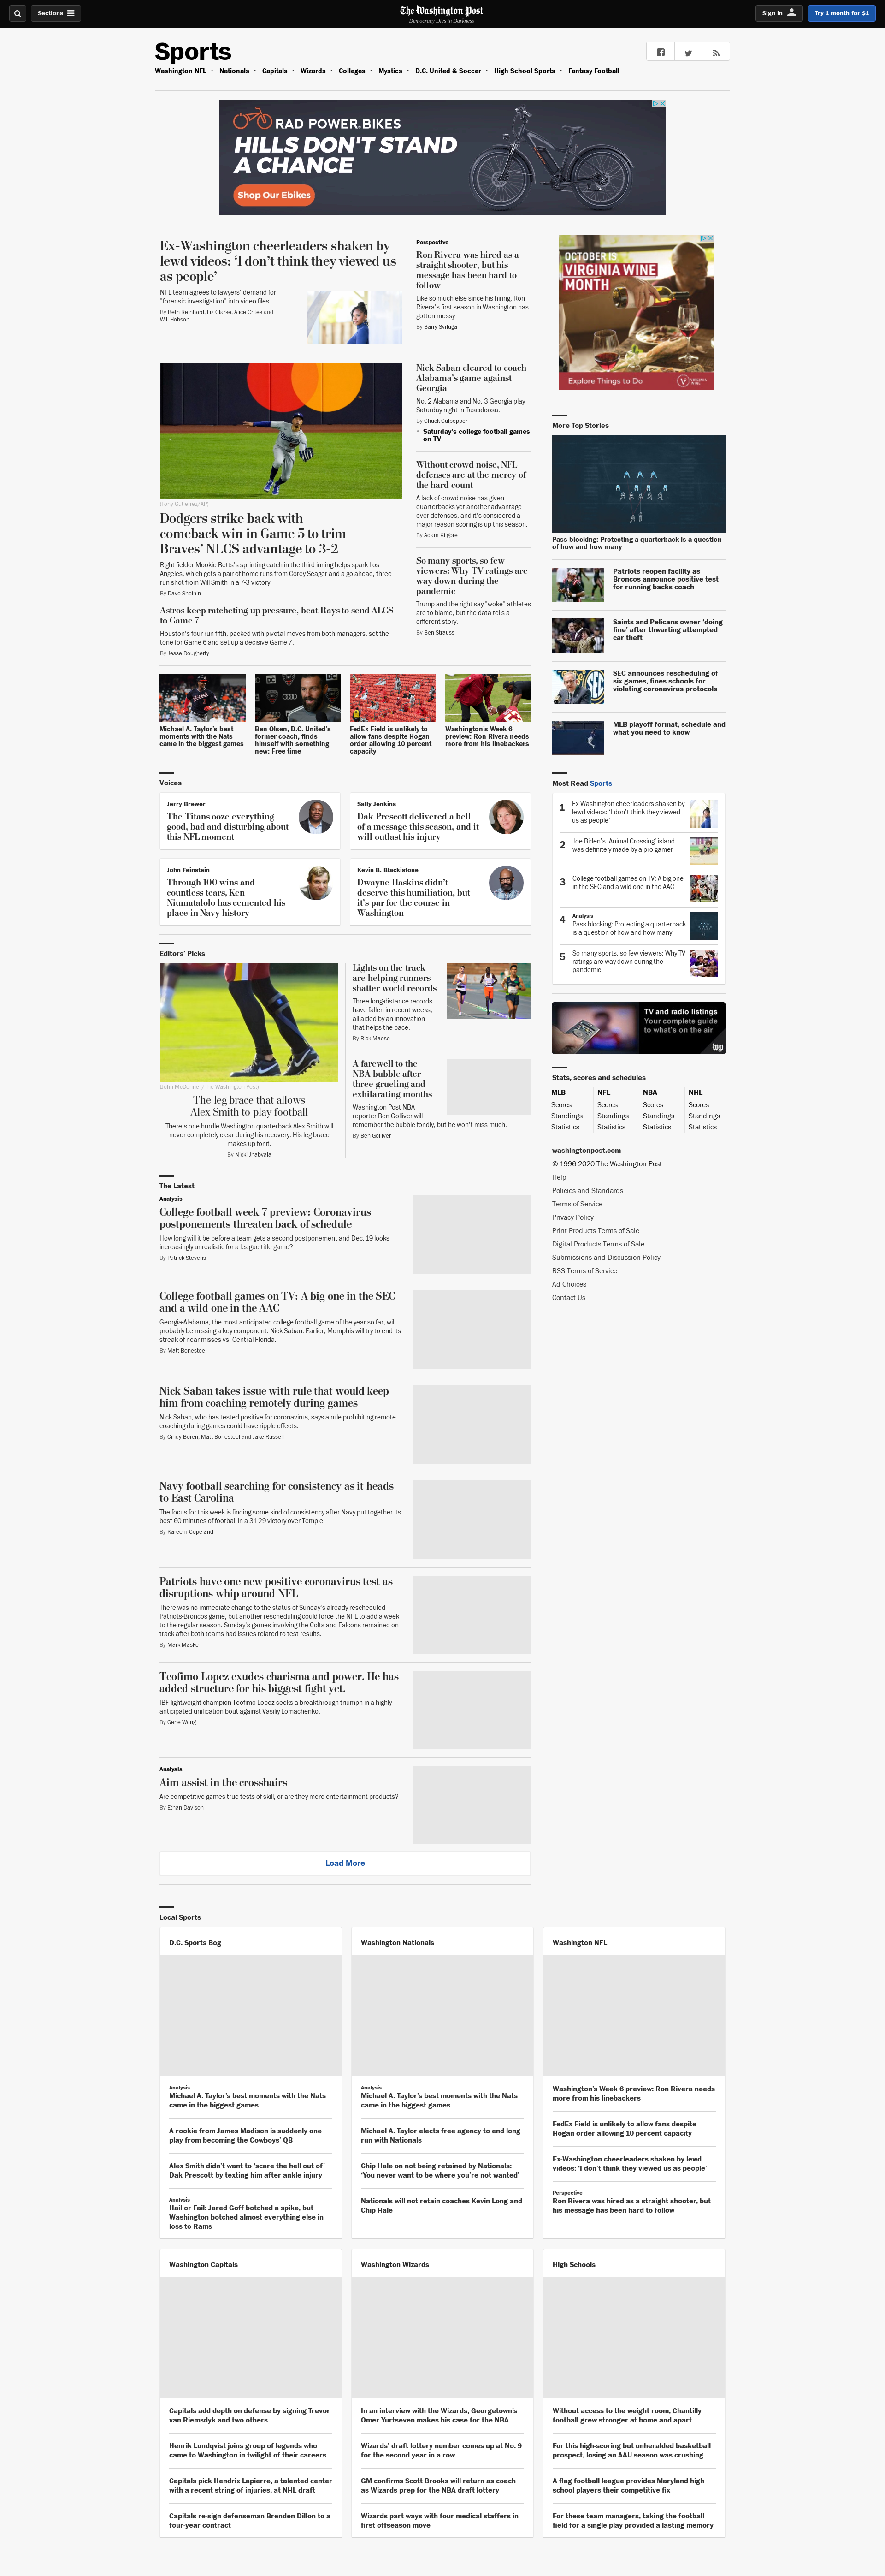 Sections
The Washington Post
Democracy Dies in Darkness
Sign In
Try 1 month for $1
Sports
Washington NFL • Nationals • Capitals • Wizards • Colleges • Mystics • D.C. United & Soccer • High School Sports • Fantasy Football
RAD POWER BIKES
HILLS DON'T STAND
A CHANCE
Shop Our Ebikes
Ex-Washington cheerleaders shaken by
lewd videos: ‘I don’t think they viewed us
as people’
NFL team agrees to lawyers’ demand for
“forensic investigation” into video files.
By Beth Reinhard, Liz Clarke, Alice Crites and
Will Hobson
Perspective
Ron Rivera was hired as a
straight shooter, but his
message has been hard to
follow
Like so much else since his hiring, Ron
Rivera’s first season in Washington has
gotten messy
By Barry Svrluga
OCTOBER IS
VIRGINIA WINE
MONTH
Explore Things to Do
(Tony Gutierrez/AP)
Dodgers strike back with
comeback win in Game 5 to trim
Braves’ NLCS advantage to 3-2
Right fielder Mookie Betts’s sprinting catch in the third inning helps spark Los
Angeles, which gets a pair of home runs from Corey Seager and a go-ahead, three-
run shot from Will Smith in a 7-3 victory.
By Dave Sheinin
Astros keep ratcheting up pressure, beat Rays to send ALCS
to Game 7
Houston’s four-run fifth, packed with pivotal moves from both managers, set the
tone for Game 6 and set up a decisive Game 7.
By Jesse Dougherty
Nick Saban cleared to coach
Alabama’s game against
Georgia
No. 2 Alabama and No. 3 Georgia play
Saturday night in Tuscaloosa.
By Chuck Culpepper
• Saturday’s college football games
on TV
Without crowd noise, NFL
defenses are at the mercy of
the hard count
A lack of crowd noise has given
quarterbacks yet another advantage
over defenses, and it’s considered a
major reason scoring is up this season.
By Adam Kilgore
So many sports, so few
viewers: Why TV ratings are
way down during the
pandemic
Trump and the right say “woke” athletes
are to blame, but the data tells a
different story.
By Ben Strauss
Michael A. Taylor’s best
moments with the Nats
came in the biggest games
Ben Olsen, D.C. United’s
former coach, finds
himself with something
new: Free time
FedEx Field is unlikely to
allow fans despite Hogan
order allowing 10 percent
capacity
Washington’s Week 6
preview: Ron Rivera needs
more from his linebackers
More Top Stories
Pass blocking: Protecting a quarterback is a question
of how and how many
Patriots reopen facility as
Broncos announce positive test
for running backs coach
Saints and Pelicans owner ‘doing
fine’ after thwarting attempted
car theft
SEC announces rescheduling of
six games, fines schools for
violating coronavirus protocols
MLB playoff format, schedule and
what you need to know
Voices
Jerry Brewer
The Titans ooze everything
good, bad and disturbing about
this NFL moment
Sally Jenkins
Dak Prescott delivered a hell
of a message this season, and it
will outlast his injury
John Feinstein
Through 100 wins and
countless tears, Ken
Niumatalolo has cemented his
place in Navy history
Kevin B. Blackistone
Dwayne Haskins didn’t
deserve this humiliation, but
it’s par for the course in
Washington
Most Read Sports
1 Ex-Washington cheerleaders shaken by
lewd videos: ‘I don’t think they viewed
us as people’
2 Joe Biden’s ‘Animal Crossing’ island
was definitely made by a pro gamer
3 College football games on TV: A big one
in the SEC and a wild one in the AAC
4 Analysis
Pass blocking: Protecting a quarterback
is a question of how and how many
5 So many sports, so few viewers: Why TV
ratings are way down during the
pandemic
TV and radio listings
Your complete guide
to what’s on the air
wp
Editors’ Picks
(John McDonnell/The Washington Post)
The leg brace that allows
Alex Smith to play football
There’s one hurdle Washington quarterback Alex Smith will
never completely clear during his recovery. His leg brace
makes up for it.
By Nicki Jhabvala
Lights on the track
are helping runners
shatter world records
Three long-distance records
have fallen in recent weeks,
all aided by an innovation
that helps the pace.
By Rick Maese
A farewell to the
NBA bubble after
three grueling and
exhilarating months
Washington Post NBA
reporter Ben Golliver will
remember the bubble fondly, but he won’t miss much.
By Ben Golliver
Stats, scores and schedules
MLB NFL NBA NHL
Scores Scores Scores Scores
Standings Standings Standings Standings
Statistics Statistics Statistics Statistics
washingtonpost.com
© 1996-2020 The Washington Post
Help
Policies and Standards
Terms of Service
Privacy Policy
Print Products Terms of Sale
Digital Products Terms of Sale
Submissions and Discussion Policy
RSS Terms of Service
Ad Choices
Contact Us
The Latest
Analysis
College football week 7 preview: Coronavirus
postponements threaten back of schedule
How long will it be before a team gets a second postponement and Dec. 19 looks
increasingly unrealistic for a league title game?
By Patrick Stevens
College football games on TV: A big one in the SEC
and a wild one in the AAC
Georgia-Alabama, the most anticipated college football game of the year so far, will
probably be missing a key component: Nick Saban. Earlier, Memphis will try to end its
streak of near misses vs. Central Florida.
By Matt Bonesteel
Nick Saban takes issue with rule that would keep
him from coaching remotely during games
Nick Saban, who has tested positive for coronavirus, says a rule prohibiting remote
coaching during games could have ripple effects.
By Cindy Boren, Matt Bonesteel and Jake Russell
Navy football searching for consistency as it heads
to East Carolina
The focus for this week is finding some kind of consistency after Navy put together its
best 60 minutes of football in a 31-29 victory over Temple.
By Kareem Copeland
Patriots have one new positive coronavirus test as
disruptions whip around NFL
There was no immediate change to the status of Sunday’s already rescheduled
Patriots-Broncos game, but another rescheduling could force the NFL to add a week
to the regular season. Sunday’s games involving the Colts and Falcons remained on
track after both teams had issues related to test results.
By Mark Maske
Teofimo Lopez exudes charisma and power. He has
added structure for his biggest fight yet.
IBF lightweight champion Teofimo Lopez seeks a breakthrough triumph in a highly
anticipated unification bout against Vasiliy Lomachenko.
By Gene Wang
Analysis
Aim assist in the crosshairs
Are competitive games true tests of skill, or are they mere entertainment products?
By Ethan Davison
Load More
Local Sports
D.C. Sports Bog
Analysis
Michael A. Taylor’s best moments with the Nats
came in the biggest games
A rookie from James Madison is suddenly one
play from becoming the Cowboys’ QB
Alex Smith didn’t want to ‘scare the hell out of’
Dak Prescott by texting him after ankle injury
Analysis
Hail or Fail: Jared Goff botched a spike, but
Washington botched almost everything else in
loss to Rams
Washington Nationals
Analysis
Michael A. Taylor’s best moments with the Nats
came in the biggest games
Michael A. Taylor elects free agency to end long
run with Nationals
Chip Hale on not being retained by Nationals:
‘You never want to be where you’re not wanted’
Nationals will not retain coaches Kevin Long and
Chip Hale
Washington NFL
Washington’s Week 6 preview: Ron Rivera needs
more from his linebackers
FedEx Field is unlikely to allow fans despite
Hogan order allowing 10 percent capacity
Ex-Washington cheerleaders shaken by lewd
videos: ‘I don’t think they viewed us as people’
Perspective
Ron Rivera was hired as a straight shooter, but
his message has been hard to follow
Washington Capitals
Capitals add depth on defense by signing Trevor
van Riemsdyk and two others
Henrik Lundqvist joins group of legends who
came to Washington in twilight of their careers
Capitals pick Hendrix Lapierre, a talented center
with a recent string of injuries, at NHL draft
Capitals re-sign defenseman Brenden Dillon to a
four-year contract
Washington Wizards
In an interview with the Wizards, Georgetown’s
Omer Yurtseven makes his case for the NBA
Wizards’ draft lottery number comes up at No. 9
for the second year in a row
GM confirms Scott Brooks will return as coach
as Wizards prep for the NBA draft lottery
Wizards part ways with four medical staffers in
first offseason move
High Schools
Without access to the weight room, Chantilly
football grew stronger at home and apart
For this high-scoring but unheralded basketball
prospect, losing an AAU season was crushing
A flag football league provides Maryland high
school players their competitive fix
For these team managers, taking the football
field for a single play provided a lasting memory